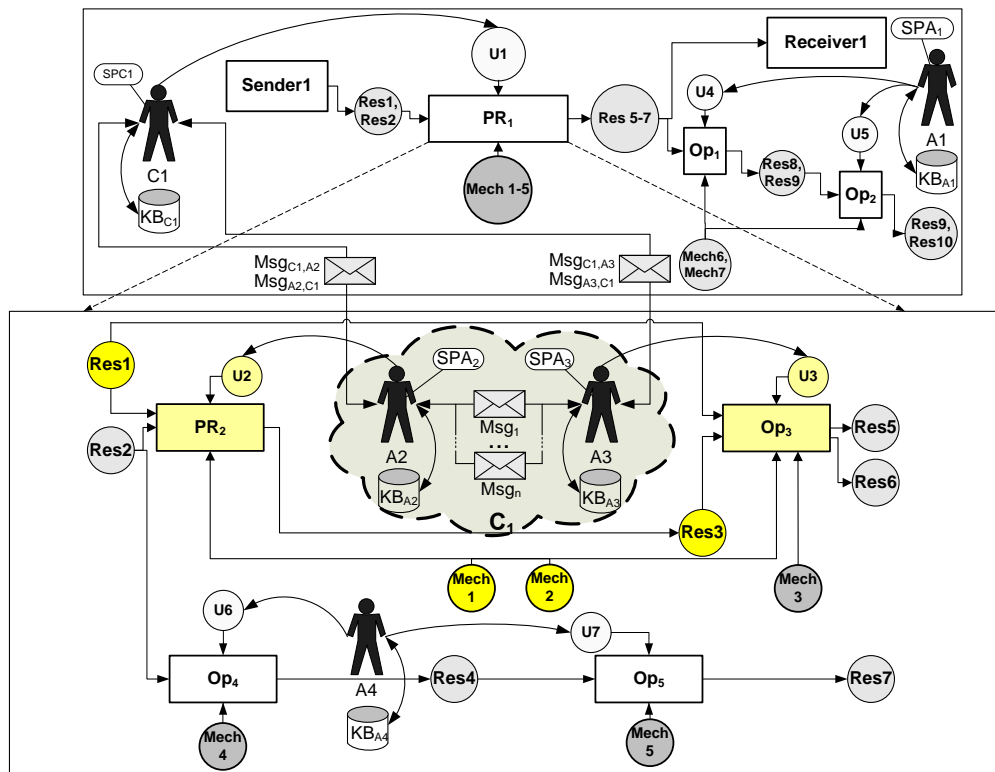 SPC1
C1
KBC1
Sender1
Res1,
Res2
U1
PR1
Mech 1-5
Res 5-7
Receiver1
SPA1
A1
KBA1
U4
Op1
U5
Res8,
Res9
Op2
Res9,
Res10
Mech6,
Mech7
MsgC1,A2
MsgA2,C1
MsgC1,A3
MsgA3,C1
Res1
U2
PR2
Res2
SPA2
A2
KBA2
Msg1
...
Msgn
SPA3
A3
KBA3
C1
U3
Op3
Res5
Res6
Res3
Mech
1
Mech
2
Mech
3
U6
Op4
Mech
4
A4
KBA4
Res4
U7
Op5
Mech
5
Res7